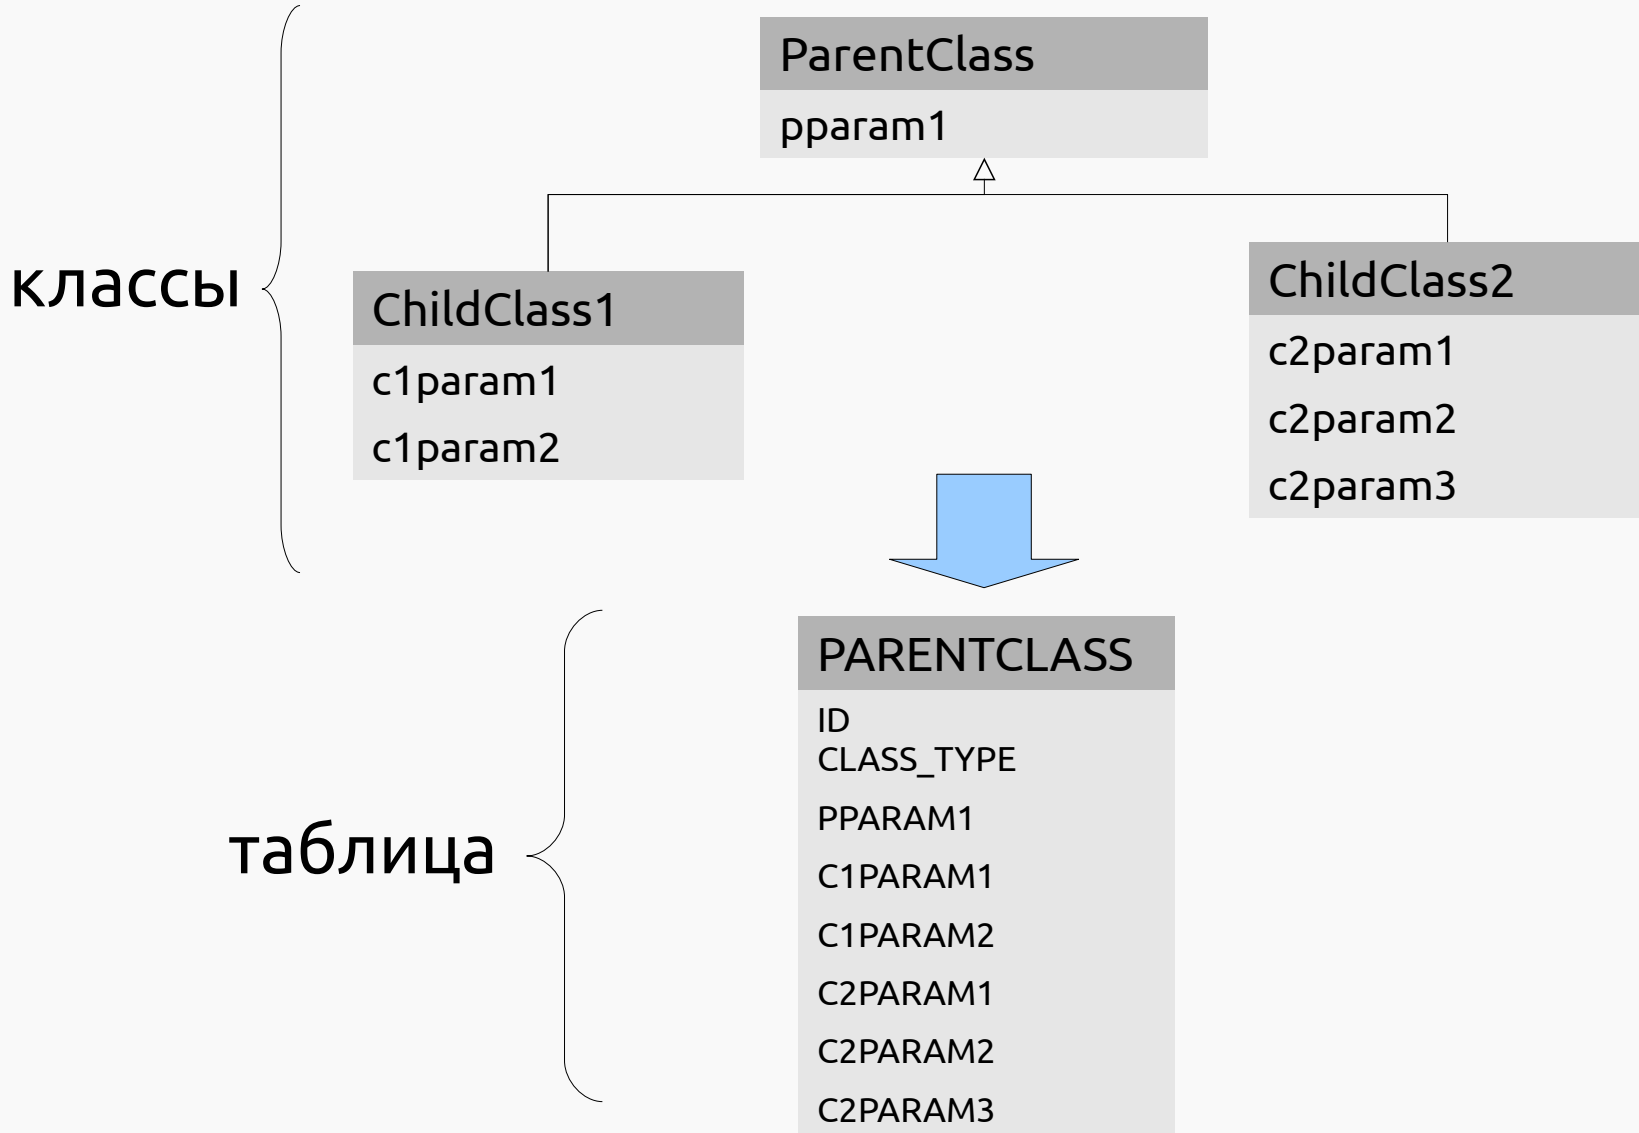 ParentClass
pparam1
классы
ChildClass1
c1param1
c1param2
ChildClass2
c2param1
c2param2
c2param3
таблица
PARENTCLASS
ID
CLASS_TYPE
PPARAM1
C1PARAM1
C1PARAM2
C2PARAM1
C2PARAM2
C2PARAM3